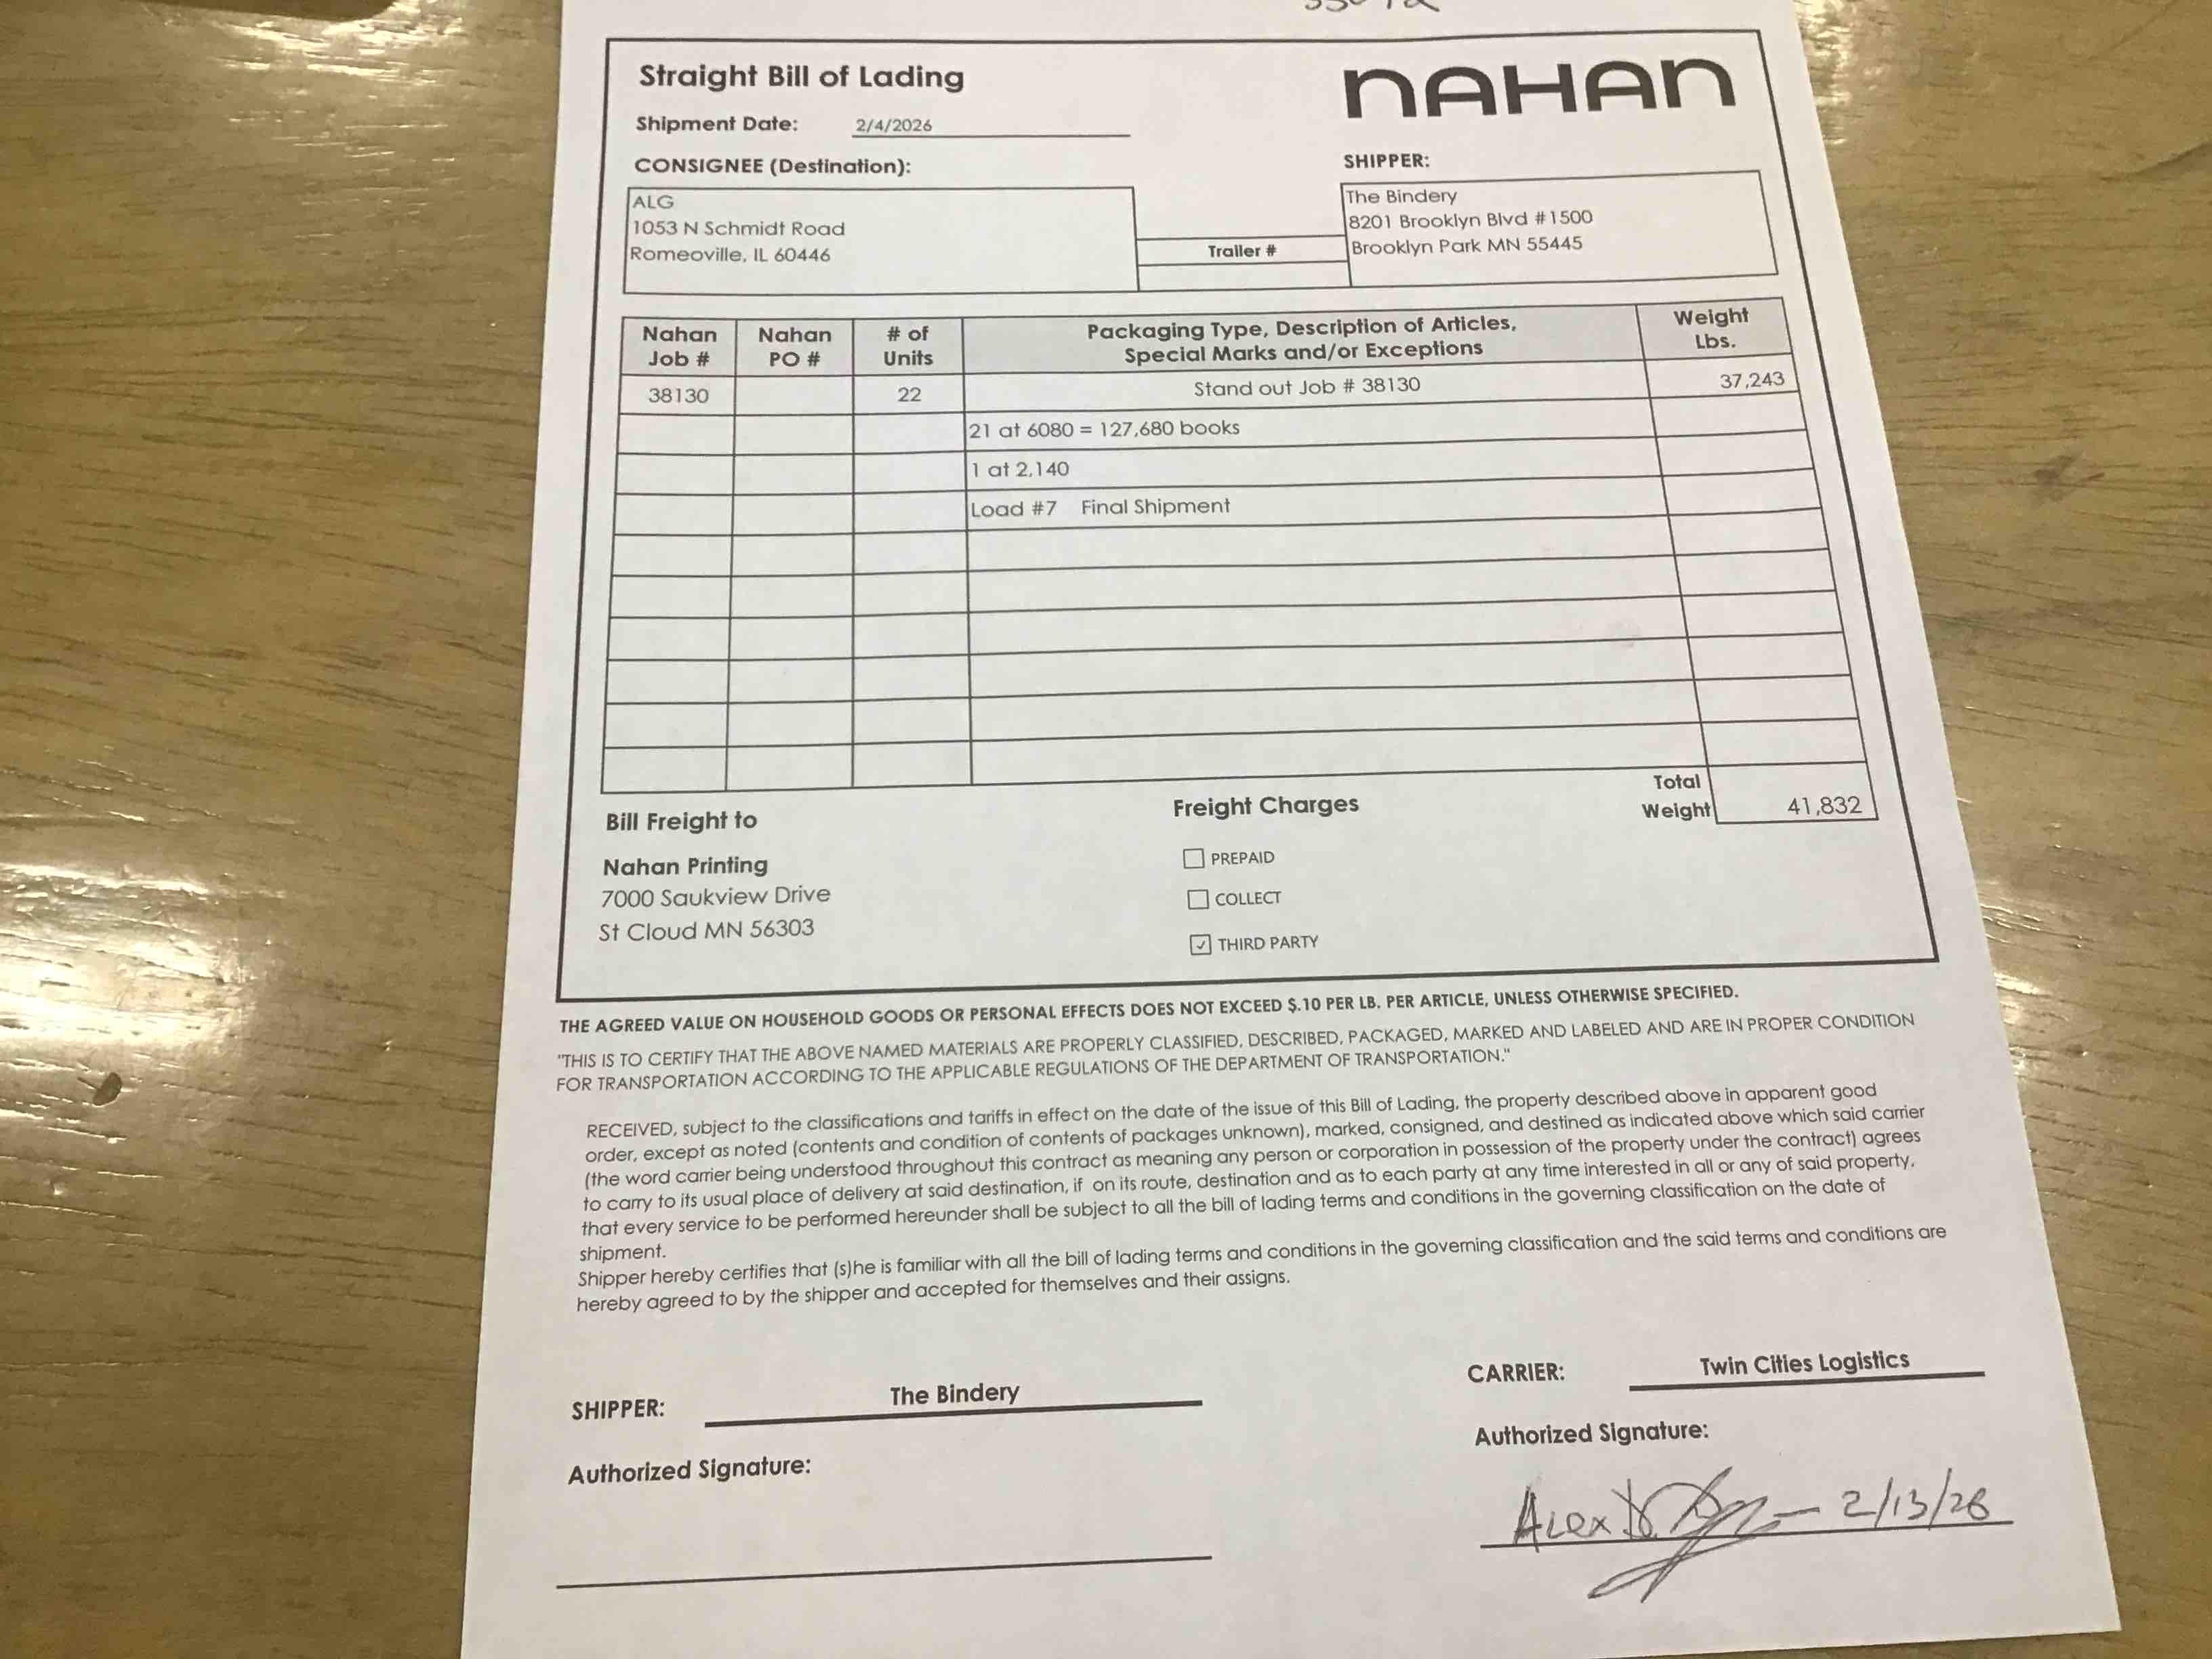 Straight Bill of Lading
NAHAN
Shipment Date: 2/4/2026
CONSIGNEE (Destination):
SHIPPER:
ALG
1053 N Schmidt Road
Romeoville, IL 60446
Trailer #
The Bindery
8201 Brooklyn Blvd #1500
Brooklyn Park MN 55445
Nahan Job # Nahan PO # # of Units Packaging Type, Description of Articles, Special Marks and/or Exceptions Weight Lbs.
38130 22 Stand out Job # 38130 37,243
21 at 6080 = 127,680 books
1 at 2,140
Load #7 Final Shipment
Total Weight 41,832
Bill Freight to
Nahan Printing
7000 Saukview Drive
St Cloud MN 56303
Freight Charges
PREPAID
COLLECT
✓ THIRD PARTY
THE AGREED VALUE ON HOUSEHOLD GOODS OR PERSONAL EFFECTS DOES NOT EXCEED $.10 PER LB. PER ARTICLE, UNLESS OTHERWISE SPECIFIED.
"THIS IS TO CERTIFY THAT THE ABOVE NAMED MATERIALS ARE PROPERLY CLASSIFIED, DESCRIBED, PACKAGED, MARKED AND LABELED AND ARE IN PROPER CONDITION
FOR TRANSPORTATION ACCORDING TO THE APPLICABLE REGULATIONS OF THE DEPARTMENT OF TRANSPORTATION."
RECEIVED, subject to the classifications and tariffs in effect on the date of the issue of this Bill of Lading, the property described above in apparent good
order, except as noted (contents and condition of contents of packages unknown), marked, consigned, and destined as indicated above which said carrier
(the word carrier being understood throughout this contract as meaning any person or corporation in possession of the property under the contract) agrees
to carry to its usual place of delivery at said destination, if on its route, destination and as to each party at any time interested in all or any of said property,
that every service to be performed hereunder shall be subject to all the bill of lading terms and conditions in the governing classification on the date of
shipment.
Shipper hereby certifies that (s)he is familiar with all the bill of lading terms and conditions in the governing classification and the said terms and conditions are
hereby agreed to by the shipper and accepted for themselves and their assigns.
SHIPPER: The Bindery
CARRIER: Twin Cities Logistics
Authorized Signature:
Authorized Signature:
Alex - 2/13/26